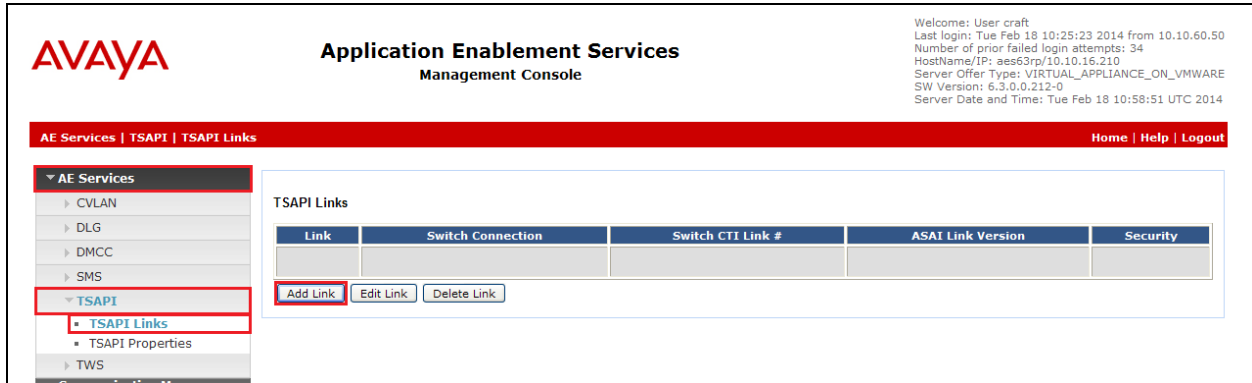 Welcome: User craft
Last login: Tue Feb 18 10:25:23 2014 from 10.10.60.50
Number of prior failed login attempts: 34
HostName/IP: aes63rp/10.10.16.210
Server Offer Type: VIRTUAL_APPLIANCE_ON_VMWARE
SW Version: 6.3.0.0.212-0
Server Date and Time: Tue Feb 18 10:58:51 UTC 2014
AVAYA
Application Enablement Services
Management Console
AE Services | TSAPI | TSAPI Links
Home | Help | Logout
AE Services
CVLAN
DLG
DMCC
SMS
TSAPI
TSAPI Links
TSAPI Properties
TWS
TSAPI Links
Link Switch Connection Switch CTI Link # ASAI Link Version Security
Add Link Edit Link Delete Link